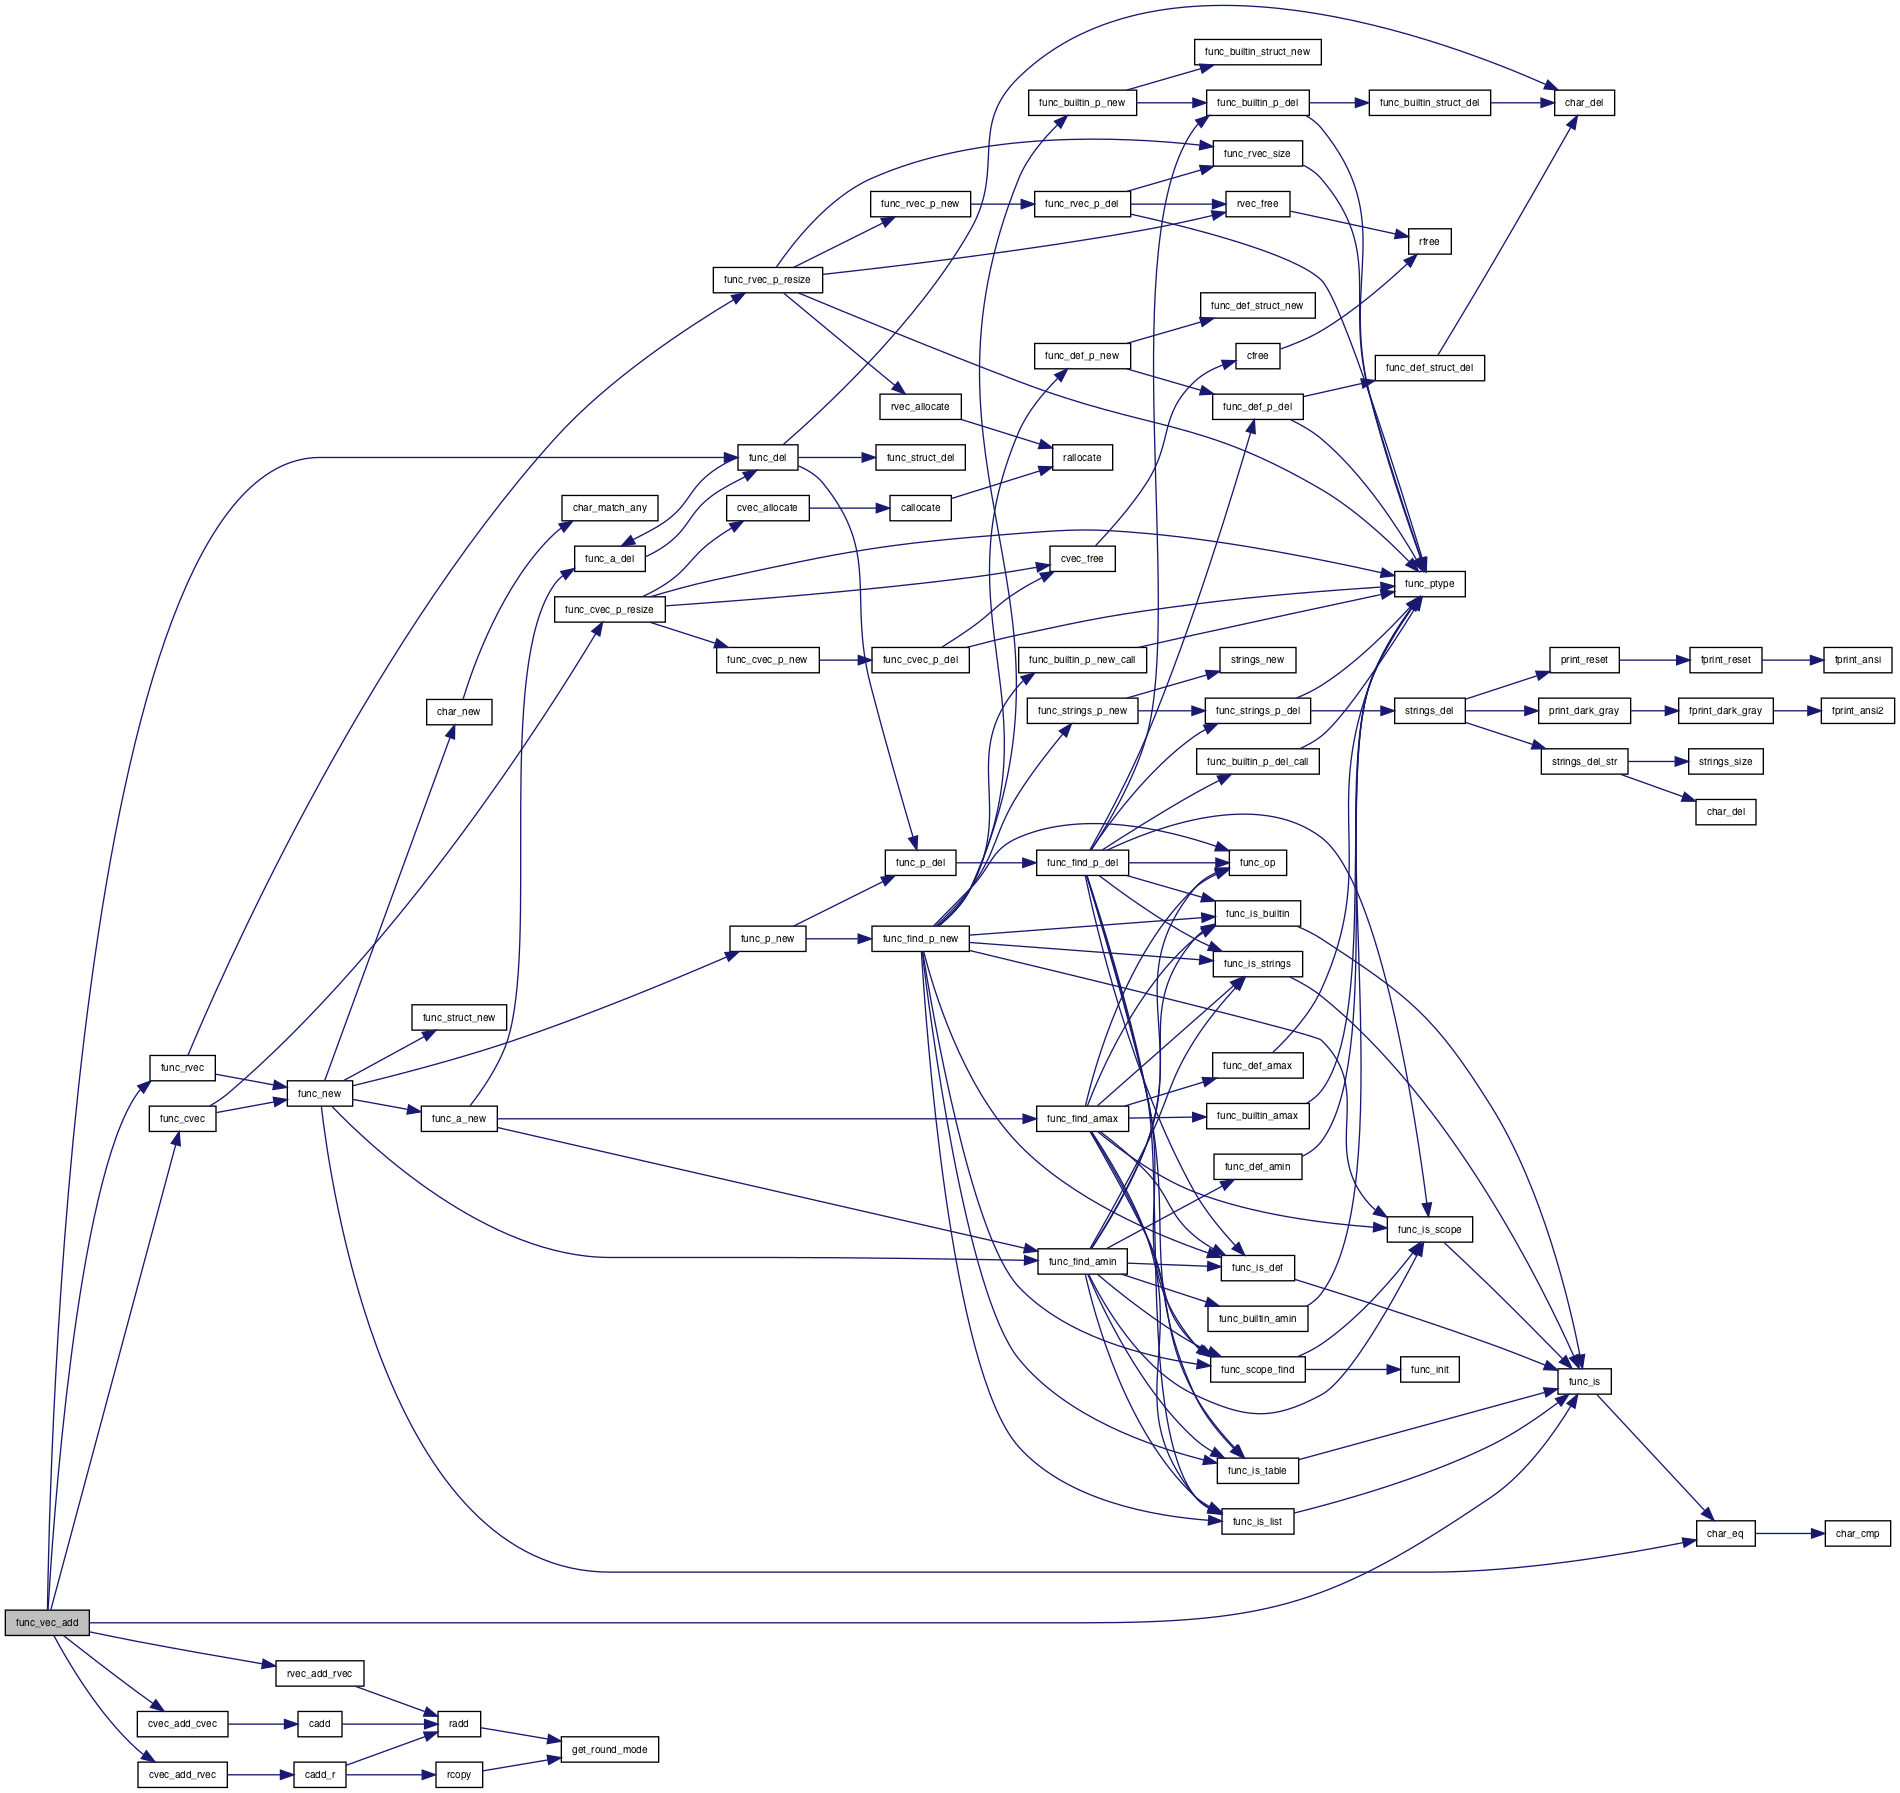 func_builtin_struct_new
func_builtin_p_new
func_builtin_p_del
func_builtin_struct_del
char_del
func_rvec_size
func_rvec_p_new
func_rvec_p_del
rvec_free
rfree
func_rvec_p_resize
func_def_struct_new
func_def_p_new
cfree
func_def_struct_del
rvec_allocate
func_def_p_del
func_del
func_struct_del
rallocate
char_match_any
cvec_allocate
callocate
func_a_del
cvec_free
func_ptype
func_cvec_p_resize
func_cvec_p_new
func_cvec_p_del
func_builtin_p_new_call
strings_new
print_reset
fprint_reset
fprint_ansi
char_new
func_strings_p_new
func_strings_p_del
strings_del
print_dark_gray
fprint_dark_gray
fprint_ansi2
func_builtin_p_del_call
strings_del_str
strings_size
char_del
func_p_del
func_find_p_del
func_op
func_is_builtin
func_p_new
func_find_p_new
func_is_strings
func_struct_new
func_rvec
func_def_amax
func_new
func_cvec
func_a_new
func_find_amax
func_builtin_amax
func_def_amin
func_is_scope
func_find_amin
func_is_def
func_builtin_amin
func_scope_find
func_init
func_is
func_is_table
func_is_list
char_eq
char_cmp
func_vec_add
rvec_add_rvec
cvec_add_cvec
cadd
radd
get_round_mode
cvec_add_rvec
cadd_r
rcopy